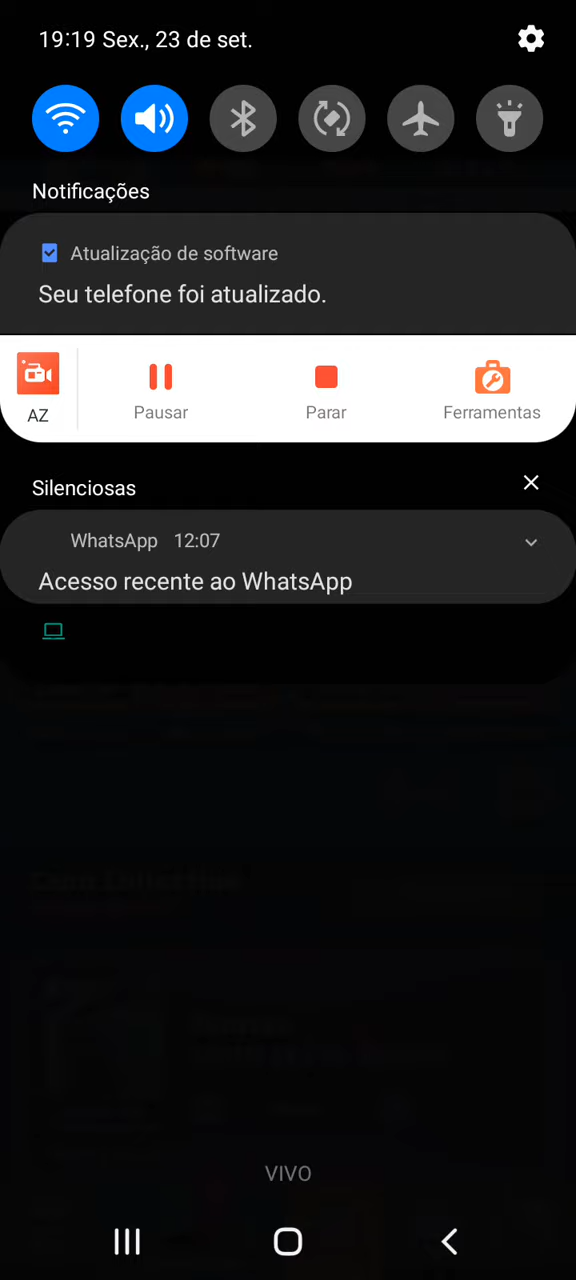 19:19 Sex., 23 de set.
Notificações
Atualização de software
Seu telefone foi atualizado.
AZ
Pausar
Parar
Ferramentas
Silenciosas
WhatsApp 12:07
Acesso recente ao WhatsApp
VIVO